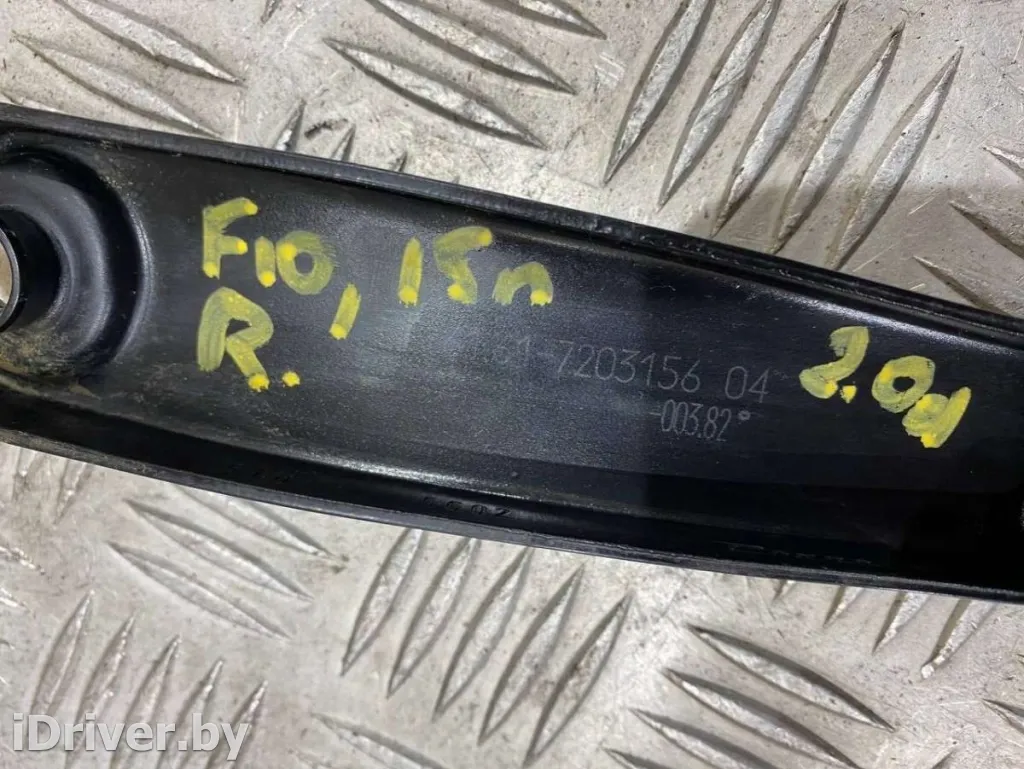 F10, 15г
R.
2.0d
7203156 04
-003.82
iDriver.by